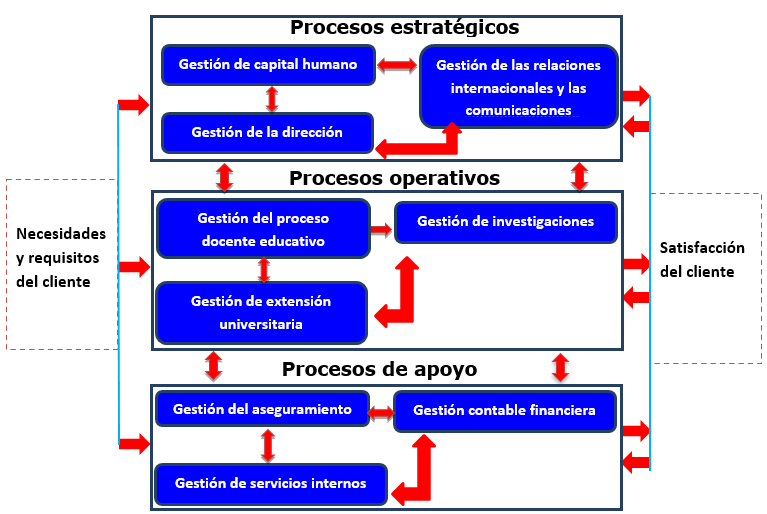 Procesos estratégicos
Gestión de capital humano
Gestión de las relaciones
internacionales y las
comunicaciones
Gestión de la dirección
Procesos operativos
Necesidades
y requisitos
del cliente
Gestión del proceso
docente educativo
Gestión de investigaciones
Gestión de extensión
universitaria
Satisfacción
del cliente
Procesos de apoyo
Gestión del aseguramiento
Gestión contable financiera
Gestión de servicios internos